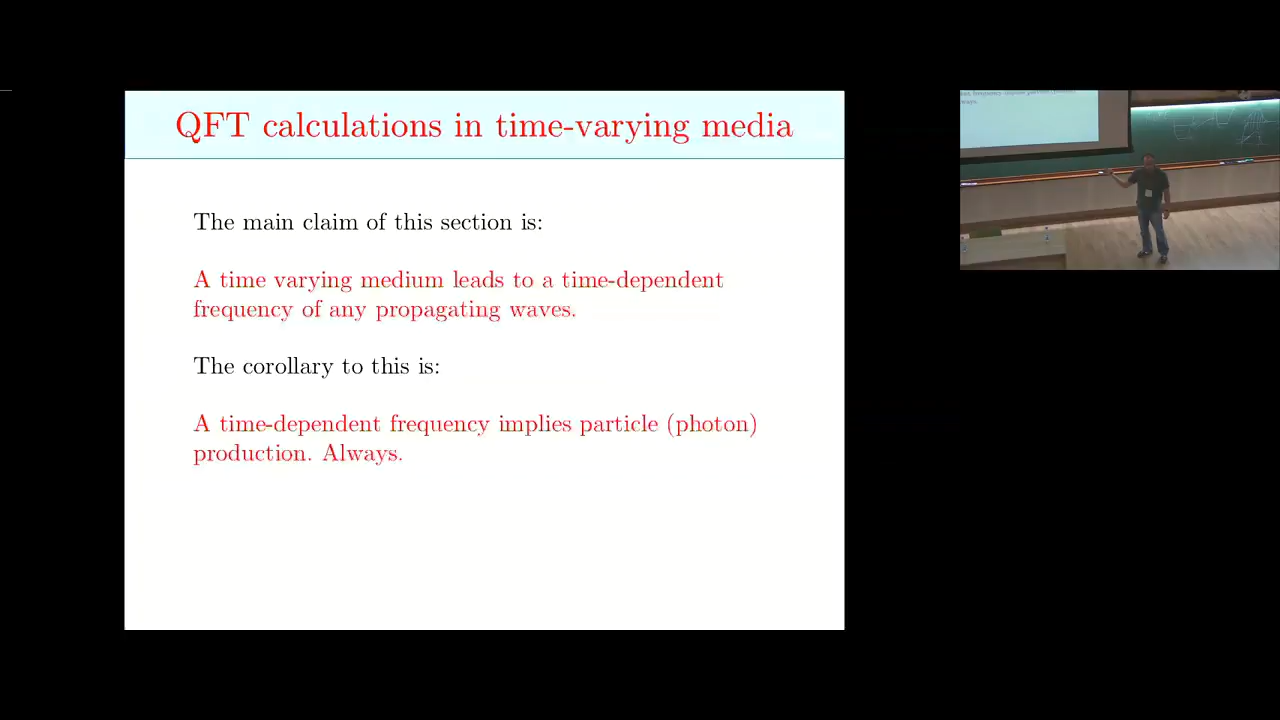 QFT calculations in time-varying media
The main claim of this section is:
A time varying medium leads to a time-dependent
frequency of any propagating waves.
The corollary to this is:
A time-dependent frequency implies particle (photon)
production. Always.